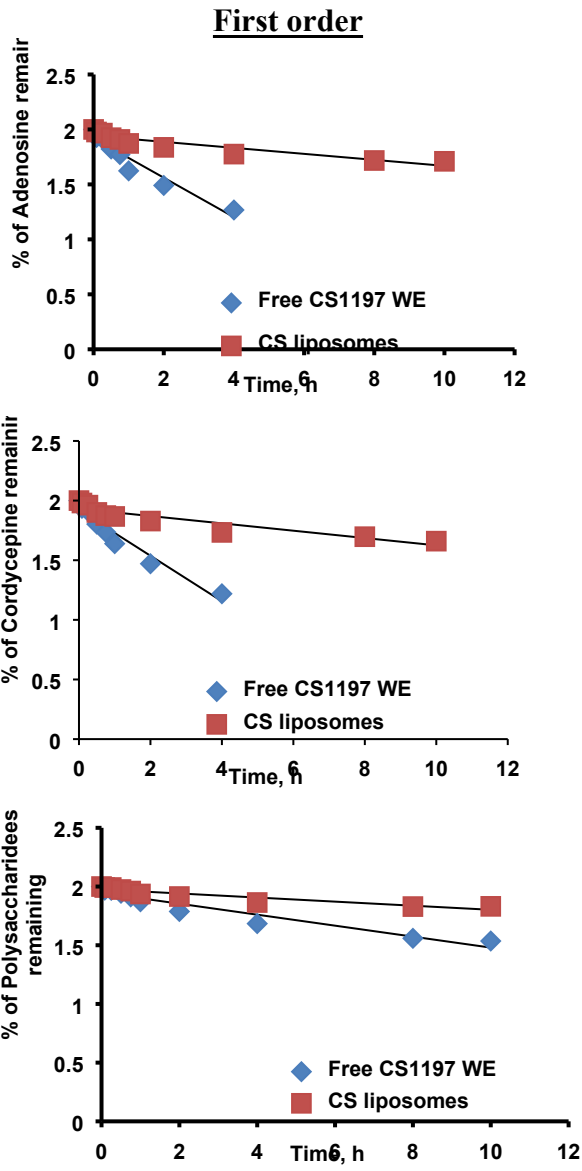 First order
% of Adenosine remair
2.5
2
1.5
1
0.5
0
Free CS1197 WE
CS liposomes
0 2 4 6 8 10 12
Time, h
% of Cordycepine remainir
2.5
2
1.5
1
0.5
0
Free CS1197 WE
CS liposomes
0 2 4 6 8 10 12
Time, h
% of Polysaccharidees
remaining
2.5
2
1.5
1
0.5
0
Free CS1197 WE
CS liposomes
0 2 4 6 8 10 12
Time, h